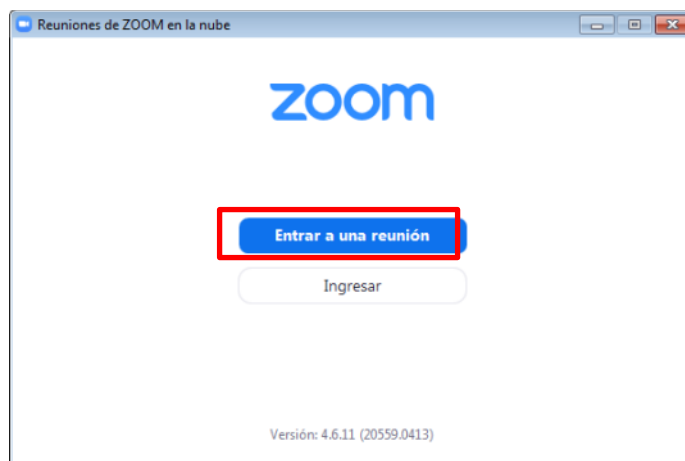 Reuniones de ZOOM en la nube
zoom
Entrar a una reunión
Ingresar
Versión: 4.6.11 (20559.0413)